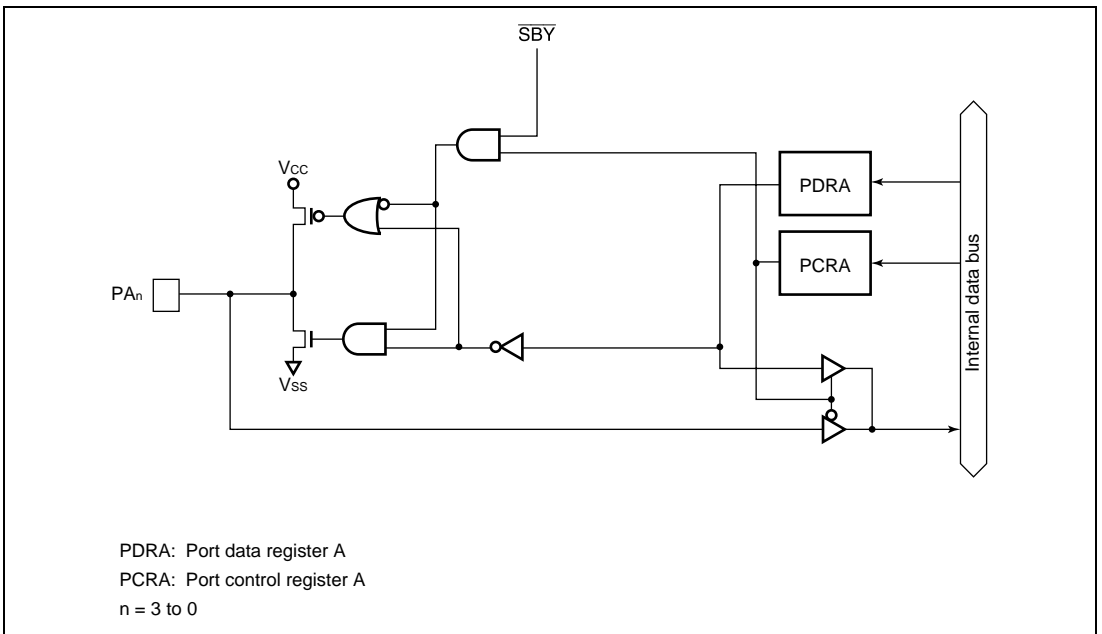 S̅B̅Y̅
VCC
PDRA
PCRA
Internal data bus
PAn
VSS
PDRA: Port data register A
PCRA: Port control register A
n = 3 to 0